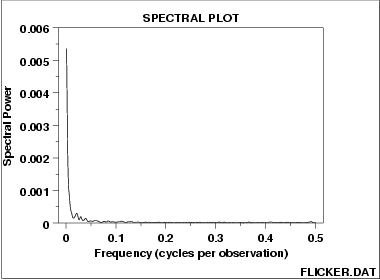 SPECTRAL PLOT
0.006
0.005
0.004
0.003
0.002
0.001
0
Spectral Power
0 0.1 0.2 0.3 0.4 0.5
Frequency (cycles per observation)
FLICKER.DAT